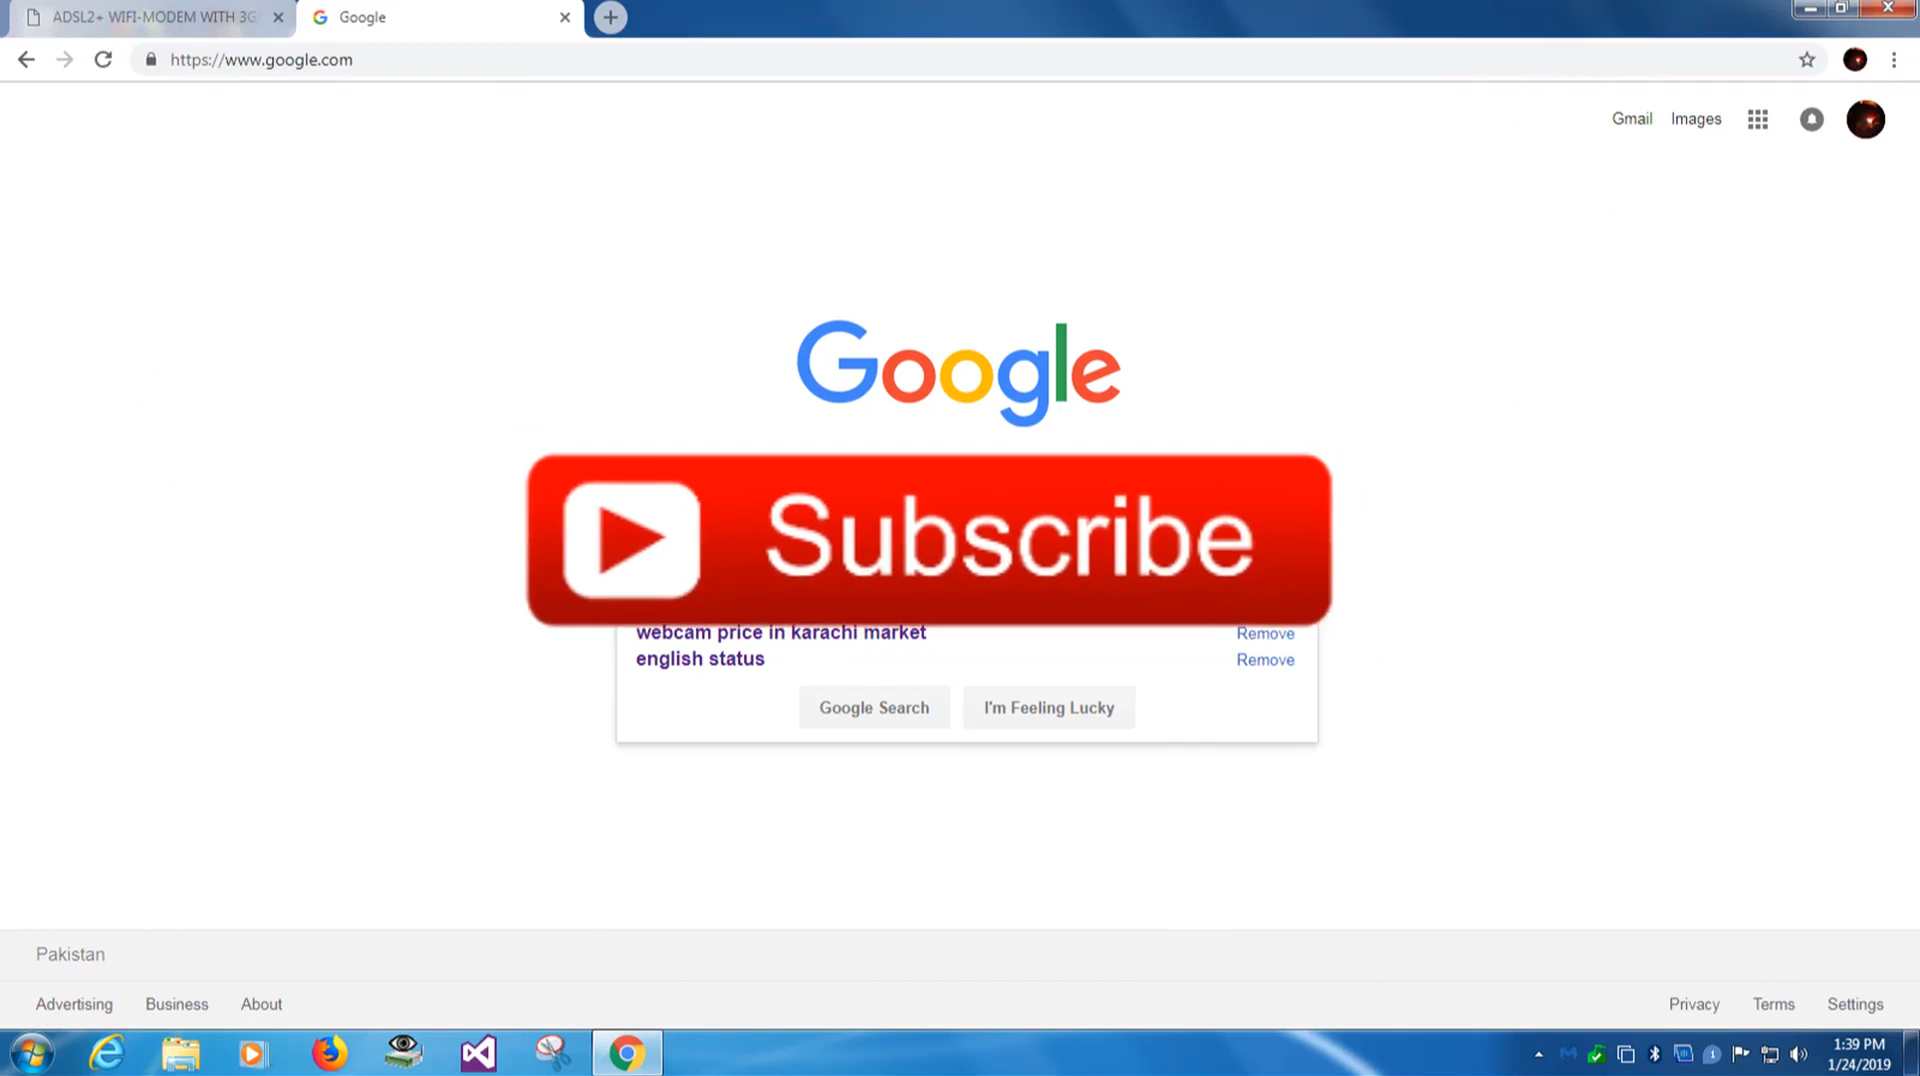 ADSL2+ WIFI-MODEM WITH 3G
Google
https://www.google.com
Gmail
Images
Google
Subscribe
webcam price in karachi market
Remove
english status
Remove
Google Search
I'm Feeling Lucky
Pakistan
Advertising
Business
About
Privacy
Terms
Settings
1:39 PM
1/24/2019